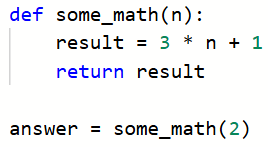 def some_math(n):
    result = 3 * n + 1
    return result

answer = some_math(2)